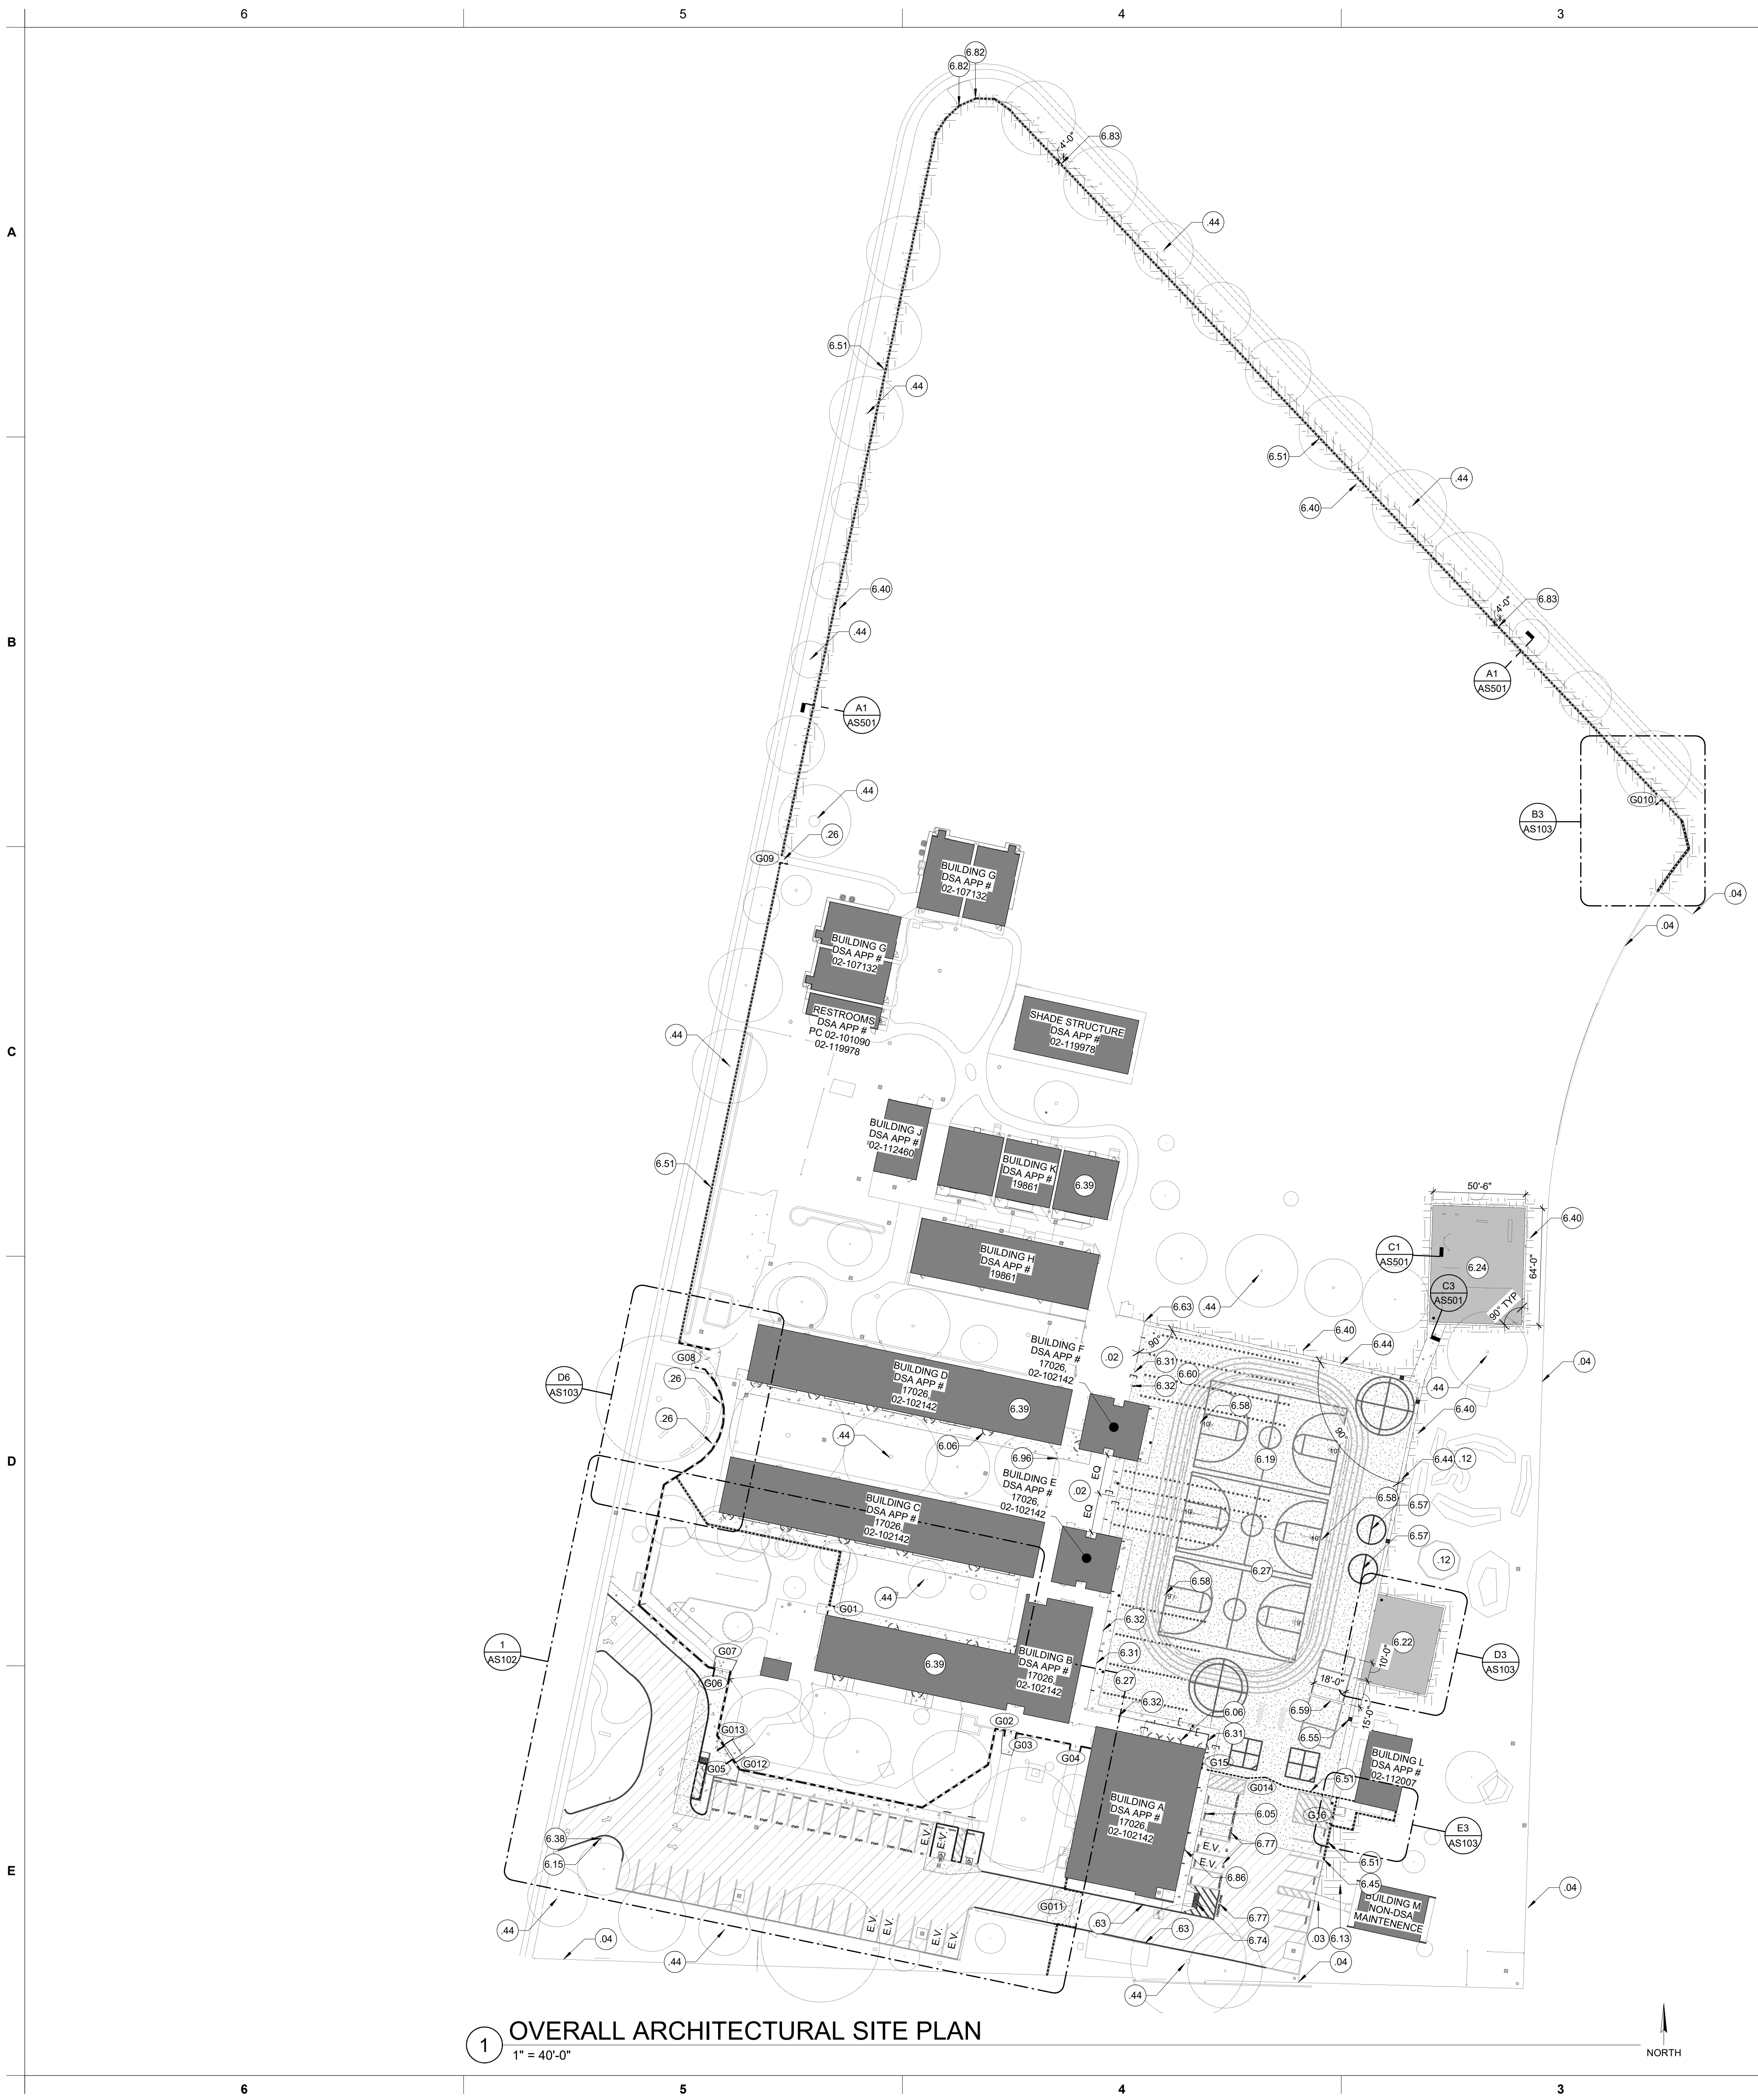 6
5
4
3
6.82
6.82
4'-0"
6.83
.44
A
6.51
.44
.44
6.51
6.40
6.40
4'-0"
6.83
.44
B
A1
AS501
A1
AS501
.44
G010
B3
AS103
.26
G09
BUILDING G
DSA APP #
02-107132
.04
.04
BUILDING G
DSA APP #
02-107132
RESTROOMS
DSA APP #
PC 02-101090
02-119978
SHADE STRUCTURE
DSA APP #
02-119978
.44
C
BUILDING J
DSA APP #
02-112460
BUILDING K
DSA APP #
19861
6.39
6.51
50'-6"
6.40
C1
AS501
6.24
64'-0"
BUILDING H
DSA APP #
19861
C3
AS501
90° TYP
6.63
.44
6.40
6.44
90°
BUILDING F
DSA APP #
17026,
02-102142
.02
6.31
6.60
6.32
.04
G08
.26
D6
AS103
BUILDING D
DSA APP #
17026,
02-102142
6.39
.44
6.40
6.58
10'
10'
90°
.26
.44
6.06
6.96
6.19
D
EQ
6.44
.12
BUILDING E
DSA APP #
17026,
02-102142
.02
EQ
6.58
6.57
BUILDING C
DSA APP #
17026,
02-102142
10'
10'
6.57
.12
6.27
6.58
9'
9'
.44
G01
6.32
1
AS102
G07
6.39
BUILDING B
DSA APP #
17026,
02-102142
6.31
6.22
10'-0"
D3
AS103
G06
6.27
18'-0"
6.32
6.59
6.06
15'-0"
G013
G02
G03
G04
6.31
6.55
G05
G012
G15
BUILDING L
DSA APP #
02-112007
6.51
G014
BUILDING A
DSA APP #
17026,
02-102142
6.05
G16
6.38
E.V.
E.V.
6.77
E.V.
E.V.
E3
AS103
6.15
6.51
E
6.86
6.45
.04
BUILDING M
NON-DSA
MAINTENENCE
G011
6.77
.63
.63
.44
E.V.
E.V.
E.V.
E.V.
6.74
.03
6.13
.04
.44
.04
.44
1
OVERALL ARCHITECTURAL SITE PLAN
1" = 40'-0"
NORTH
6
5
4
3